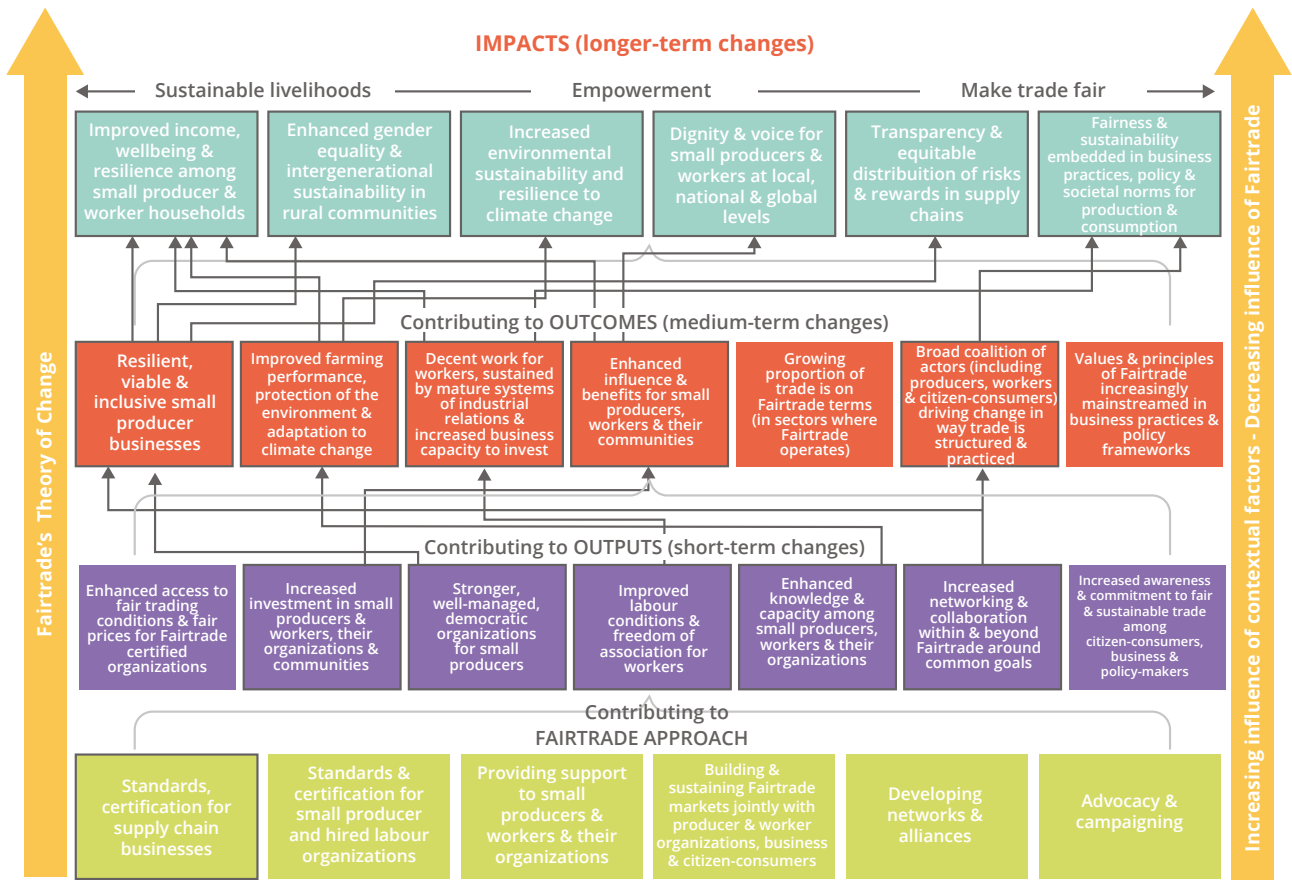 IMPACTS (longer-term changes)
Sustainable livelihoods
Empowerment
Make trade fair
Improved income,
wellbeing &
resilience among
small producer &
worker households
Enhanced gender
equality &
intergenerational
sustainability in
rural communities
Increased
environmental
sustainability and
resilience to
climate change
Dignity & voice for
small producers &
workers at local,
national & global
levels
Transparency &
equitable
distribuition of risks
& rewards in supply
chains
Fairness &
sustainability
embedded in business
practices, policy &
societal norms for
production &
consumption
Contributing to OUTCOMES (medium-term changes)
Resilient,
viable &
inclusive small
producer
businesses
Improved farming
performance,
protection of the
environment &
adaptation to
climate change
Decent work for
workers, sustained
by mature systems
of industrial
relations &
increased business
capacity to invest
Enhanced
influence &
benefits for small
producers,
workers & their
communities
Growing
proportion of
trade is on
Fairtrade terms
(in sectors where
Fairtrade
operates)
Broad coalition of
actors (including
producers, workers
& citizen-consumers)
driving change in
way trade is
structured &
practiced
Values & principles
of Fairtrade
increasingly
mainstreamed in
business practices &
policy
frameworks
Contributing to OUTPUTS (short-term changes)
Enhanced access to
fair trading
conditions & fair
prices for Fairtrade
certified
organizations
Increased
investment in small
producers &
workers, their
organizations &
communities
Stronger,
well-managed,
democratic
organizations
for small
producers
Improved
labour
conditions &
freedom of
association for
workers
Enhanced
knowledge &
capacity among
small producers,
workers & their
organizations
Increased
networking &
collaboration
within & beyond
Fairtrade around
common goals
Increased awareness
& commitment to fair
& sustainable trade
among
citizen-consumers,
business &
policy-makers
Contributing to
FAIRTRADE APPROACH
Standards,
certification for
supply chain
businesses
Standards &
certification for
small producer
and hired labour
organizations
Providing support
to small
producers &
workers & their
organizations
Building &
sustaining Fairtrade
markets jointly with
producer & worker
organizations, business
& citizen-consumers
Developing
networks &
alliances
Advocacy &
campaigning
Fairtrade's Theory of Change
Increasing influence of contextual factors - Decreasing influence of Fairtrade